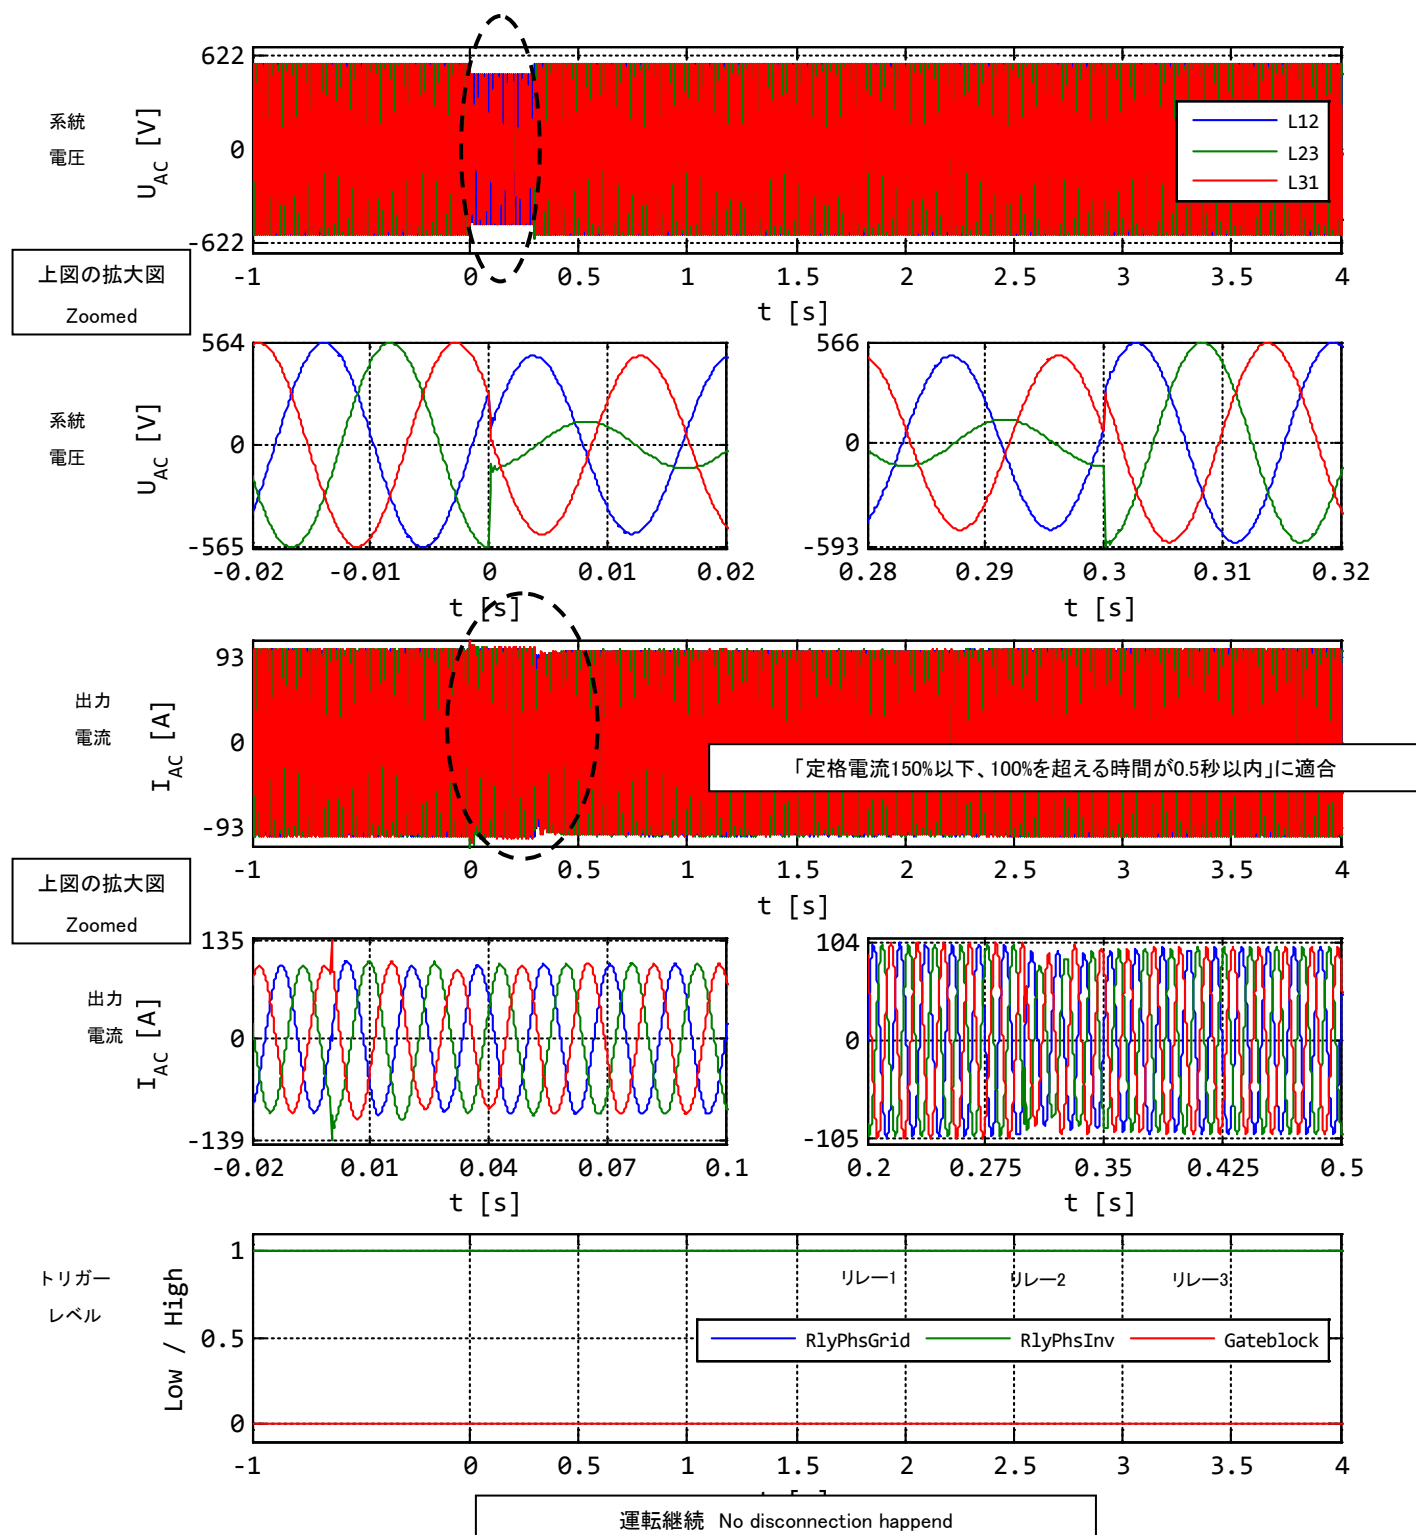 622
0
-622
系統
電圧
U_AC [V]
L12
L23
L31
-1
0
0.5
1
1.5
2
2.5
3
3.5
4
t [s]
上図の拡大図
Zoomed
系統
電圧
U_AC [V]
564
0
-565
-0.02
-0.01
0
0.01
0.02
t [s]
566
0
-593
0.28
0.29
0.3
0.31
0.32
t [s]
出力
電流
I_AC [A]
93
0
-93
「定格電流150%以下、100%を超える時間が0.5秒以内」に適合
-1
0
0.5
1
1.5
2
2.5
3
3.5
4
t [s]
上図の拡大図
Zoomed
出力
電流
I_AC [A]
135
0
-139
-0.02
0.01
0.04
0.07
0.1
t [s]
104
0
-105
0.2
0.275
0.35
0.425
0.5
t [s]
トリガー
レベル
Low / High
1
0.5
0
リレー1
リレー2
リレー3
RlyPhsGrid
RlyPhsInv
Gateblock
-1
0
0.5
1
1.5
2
2.5
3
3.5
4
運転継続 No disconnection happend